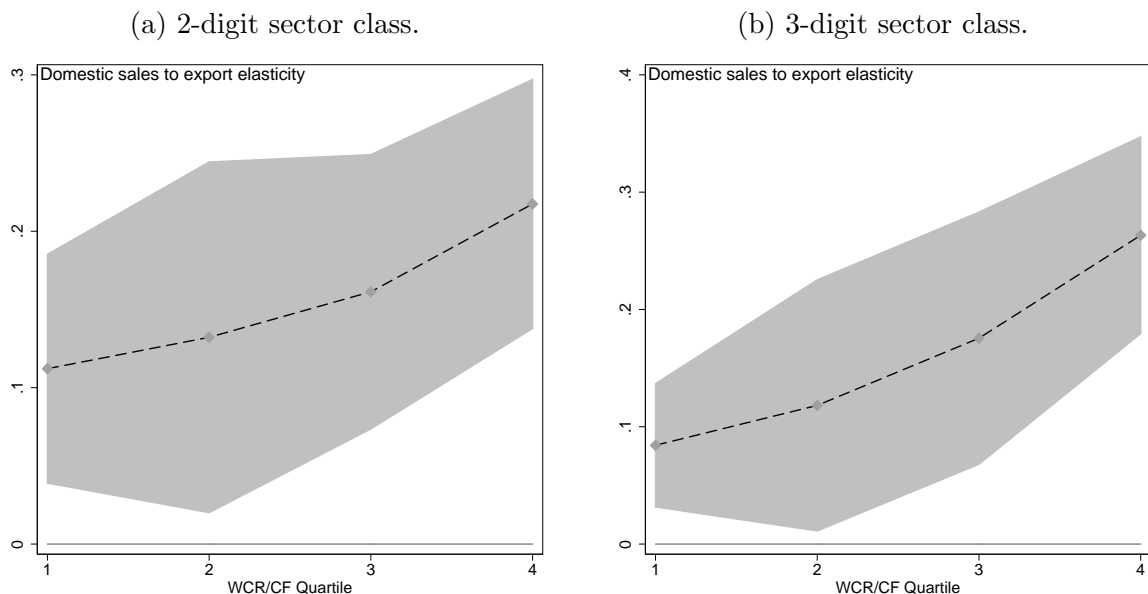 (a) 2-digit sector class.
Domestic sales to export elasticity
.3
.2
.1
0
1 2 3 4
WCR/CF Quartile
(b) 3-digit sector class.
Domestic sales to export elasticity
.4
.3
.2
.1
0
1 2 3 4
WCR/CF Quartile